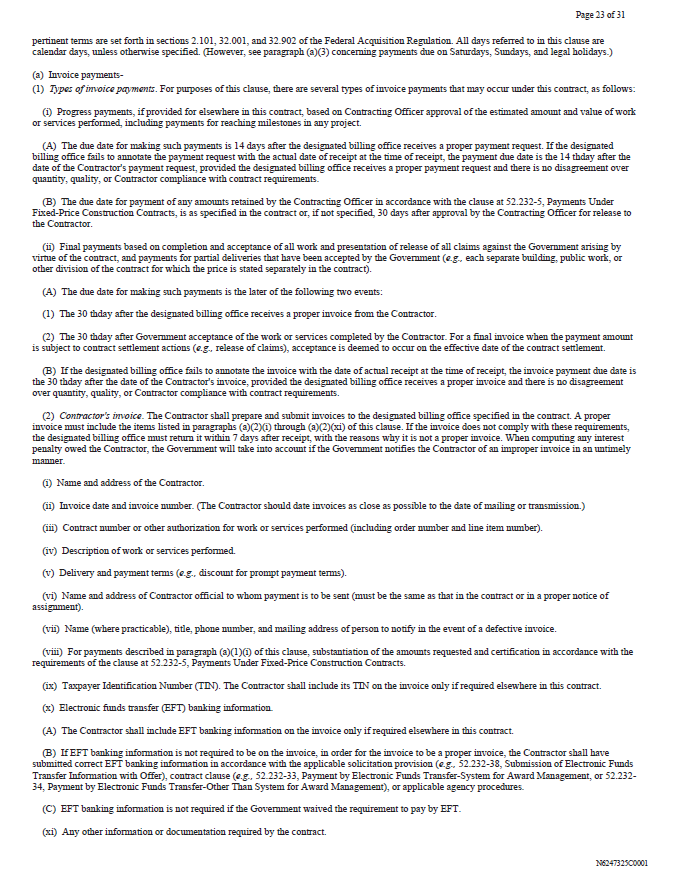 Page 23 of 31
pertinent terms are set forth in sections 2.101, 32.001, and 32.902 of the Federal Acquisition Regulation. All days referred to in this clause are
calendar days, unless otherwise specified. (However, see paragraph (a)(3) concerning payments due on Saturdays, Sundays, and legal holidays.)
(a) Invoice payments-
(1) Types of invoice payments. For purposes of this clause, there are several types of invoice payments that may occur under this contract, as follows:
(i) Progress payments, if provided for elsewhere in this contract, based on Contracting Officer approval of the estimated amount and value of work
or services performed, including payments for reaching milestones in any project.
(A) The due date for making such payments is 14 days after the designated billing office receives a proper payment request. If the designated
billing office fails to annotate the payment request with the actual date of receipt at the time of receipt, the payment due date is the 14 thday after the
date of the Contractor's payment request, provided the designated billing office receives a proper payment request and there is no disagreement over
quantity, quality, or Contractor compliance with contract requirements.
(B) The due date for payment of any amounts retained by the Contracting Officer in accordance with the clause at 52.232-5, Payments Under
Fixed-Price Construction Contracts, is as specified in the contract or, if not specified, 30 days after approval by the Contracting Officer for release to
the Contractor.
(ii) Final payments based on completion and acceptance of all work and presentation of release of all claims against the Government arising by
virtue of the contract, and payments for partial deliveries that have been accepted by the Government (e.g., each separate building, public work, or
other division of the contract for which the price is stated separately in the contract).
(A) The due date for making such payments is the later of the following two events:
(1) The 30 thday after the designated billing office receives a proper invoice from the Contractor.
(2) The 30 thday after Government acceptance of the work or services completed by the Contractor. For a final invoice when the payment amount
is subject to contract settlement actions (e.g., release of claims), acceptance is deemed to occur on the effective date of the contract settlement.
(B) If the designated billing office fails to annotate the invoice with the date of actual receipt at the time of receipt, the invoice payment due date is
the 30 thday after the date of the Contractor's invoice, provided the designated billing office receives a proper invoice and there is no disagreement
over quantity, quality, or Contractor compliance with contract requirements.
(2) Contractor's invoice. The Contractor shall prepare and submit invoices to the designated billing office specified in the contract. A proper
invoice must include the items listed in paragraphs (a)(2)(i) through (a)(2)(xi) of this clause. If the invoice does not comply with these requirements,
the designated billing office must return it within 7 days after receipt, with the reasons why it is not a proper invoice. When computing any interest
penalty owed the Contractor, the Government will take into account if the Government notifies the Contractor of an improper invoice in an untimely
manner.
(i) Name and address of the Contractor.
(ii) Invoice date and invoice number. (The Contractor should date invoices as close as possible to the date of mailing or transmission.)
(iii) Contract number or other authorization for work or services performed (including order number and line item number).
(iv) Description of work or services performed.
(v) Delivery and payment terms (e.g., discount for prompt payment terms).
(vi) Name and address of Contractor official to whom payment is to be sent (must be the same as that in the contract or in a proper notice of
assignment).
(vii) Name (where practicable), title, phone number, and mailing address of person to notify in the event of a defective invoice.
(viii) For payments described in paragraph (a)(1)(i) of this clause, substantiation of the amounts requested and certification in accordance with the
requirements of the clause at 52.232-5, Payments Under Fixed-Price Construction Contracts.
(ix) Taxpayer Identification Number (TIN). The Contractor shall include its TIN on the invoice only if required elsewhere in this contract.
(x) Electronic funds transfer (EFT) banking information.
(A) The Contractor shall include EFT banking information on the invoice only if required elsewhere in this contract.
(B) If EFT banking information is not required to be on the invoice, in order for the invoice to be a proper invoice, the Contractor shall have
submitted correct EFT banking information in accordance with the applicable solicitation provision (e.g., 52.232-38, Submission of Electronic Funds
Transfer Information with Offer), contract clause (e.g., 52.232-33, Payment by Electronic Funds Transfer-System for Award Management, or 52.232-
34, Payment by Electronic Funds Transfer-Other Than System for Award Management), or applicable agency procedures.
(C) EFT banking information is not required if the Government waived the requirement to pay by EFT.
(xi) Any other information or documentation required by the contract.
N6247325C0001